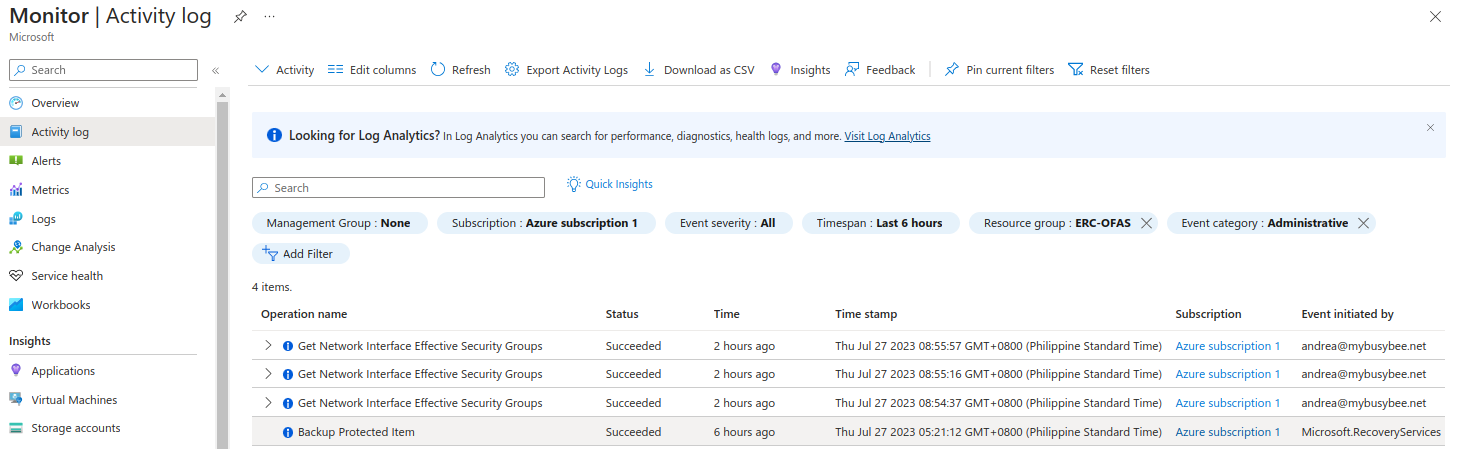 Monitor | Activity log ...
Microsoft
Search «
Overview
Activity log
Alerts
Metrics
Logs
Change Analysis
Service health
Workbooks
Insights
Applications
Virtual Machines
Storage accounts
Activity Edit columns Refresh Export Activity Logs Download as CSV Insights Feedback Pin current filters Reset filters
Looking for Log Analytics? In Log Analytics you can search for performance, diagnostics, health logs, and more. Visit Log Analytics
Search Quick Insights
Management Group : None Subscription : Azure subscription 1 Event severity : All Timespan : Last 6 hours Resource group : ERC-OFAS Event category : Administrative
Add Filter
4 items.
Operation name Status Time Time stamp Subscription Event initiated by
Get Network Interface Effective Security Groups Succeeded 2 hours ago Thu Jul 27 2023 08:55:57 GMT+0800 (Philippine Standard Time) Azure subscription 1 andrea@mybusybee.net
Get Network Interface Effective Security Groups Succeeded 2 hours ago Thu Jul 27 2023 08:55:16 GMT+0800 (Philippine Standard Time) Azure subscription 1 andrea@mybusybee.net
Get Network Interface Effective Security Groups Succeeded 2 hours ago Thu Jul 27 2023 08:54:37 GMT+0800 (Philippine Standard Time) Azure subscription 1 andrea@mybusybee.net
Backup Protected Item Succeeded 6 hours ago Thu Jul 27 2023 05:21:12 GMT+0800 (Philippine Standard Time) Azure subscription 1 Microsoft.RecoveryServices